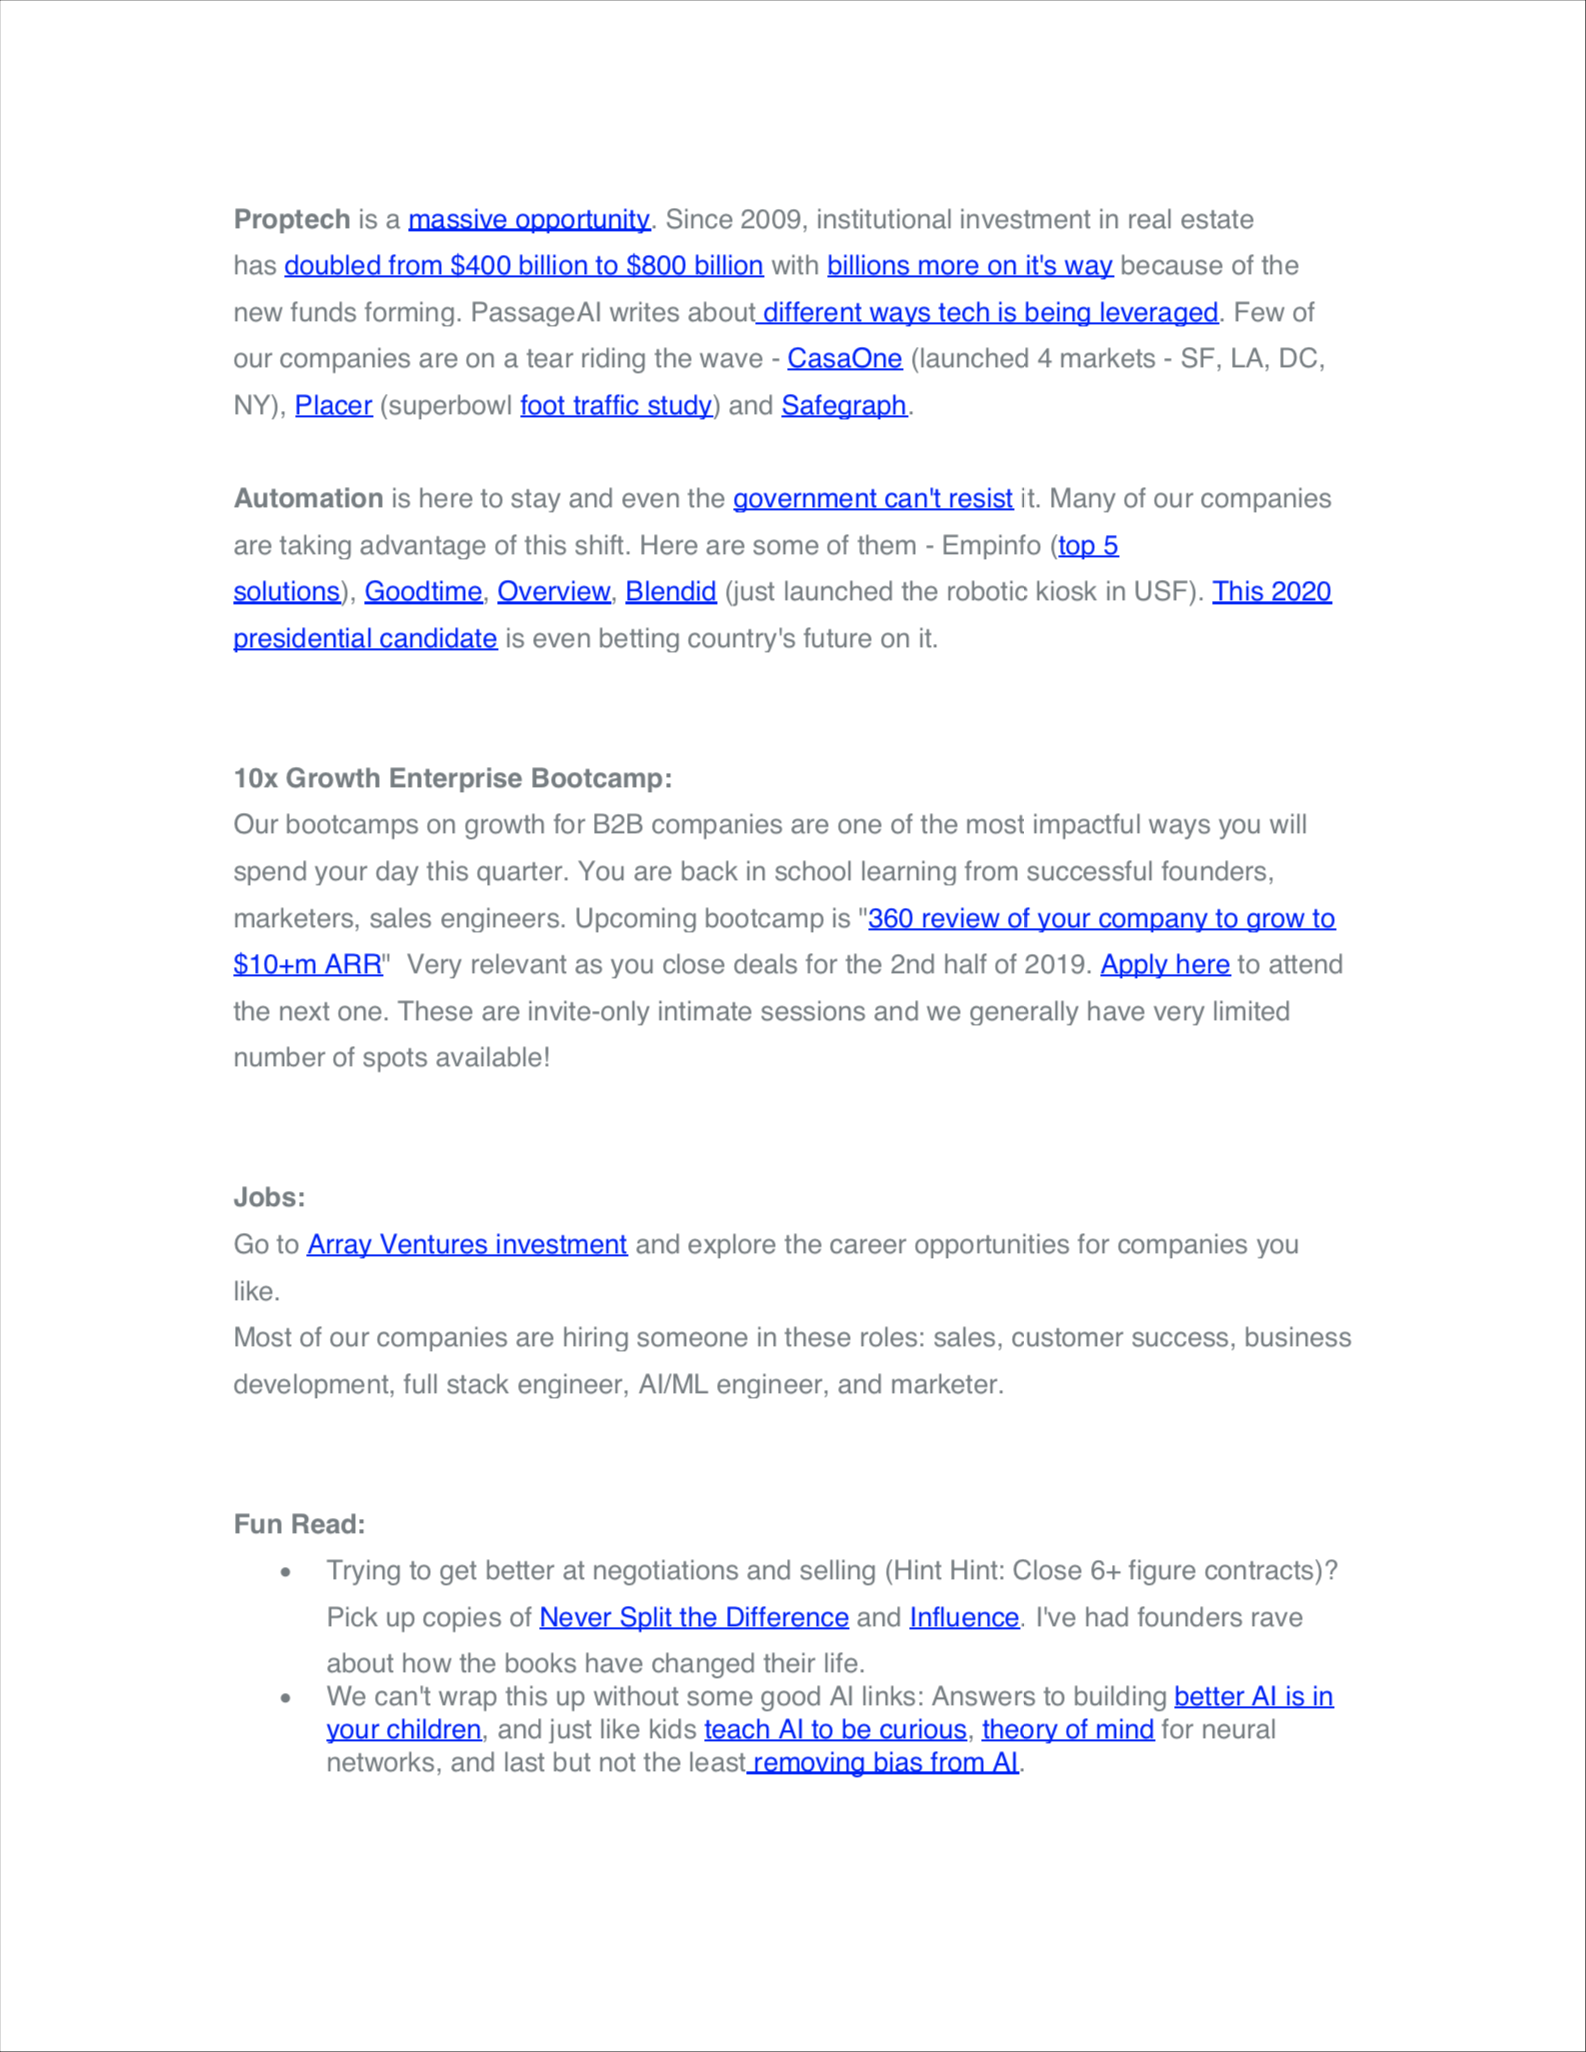 Proptech is a massive opportunity. Since 2009, institutional investment in real estate
has doubled from $400 billion to $800 billion with billions more on it's way because of the
new funds forming. PassageAI writes about different ways tech is being leveraged. Few of
our companies are on a tear riding the wave - CasaOne (launched 4 markets - SF, LA, DC,
NY), Placer (superbowl foot traffic study) and Safegraph.
Automation is here to stay and even the government can't resist it. Many of our companies
are taking advantage of this shift. Here are some of them - Empinfo (top 5
solutions), Goodtime, Overview, Blendid (just launched the robotic kiosk in USF). This 2020
presidential candidate is even betting country's future on it.
10x Growth Enterprise Bootcamp:
Our bootcamps on growth for B2B companies are one of the most impactful ways you will
spend your day this quarter. You are back in school learning from successful founders,
marketers, sales engineers. Upcoming bootcamp is "360 review of your company to grow to
$10+m ARR"  Very relevant as you close deals for the 2nd half of 2019. Apply here to attend
the next one. These are invite-only intimate sessions and we generally have very limited
number of spots available!
Jobs:
Go to Array Ventures investment and explore the career opportunities for companies you
like.
Most of our companies are hiring someone in these roles: sales, customer success, business
development, full stack engineer, AI/ML engineer, and marketer.
Fun Read:
• Trying to get better at negotiations and selling (Hint Hint: Close 6+ figure contracts)?
Pick up copies of Never Split the Difference and Influence. I've had founders rave
about how the books have changed their life.
• We can't wrap this up without some good AI links: Answers to building better AI is in
your children, and just like kids teach AI to be curious, theory of mind for neural
networks, and last but not the least removing bias from AI.